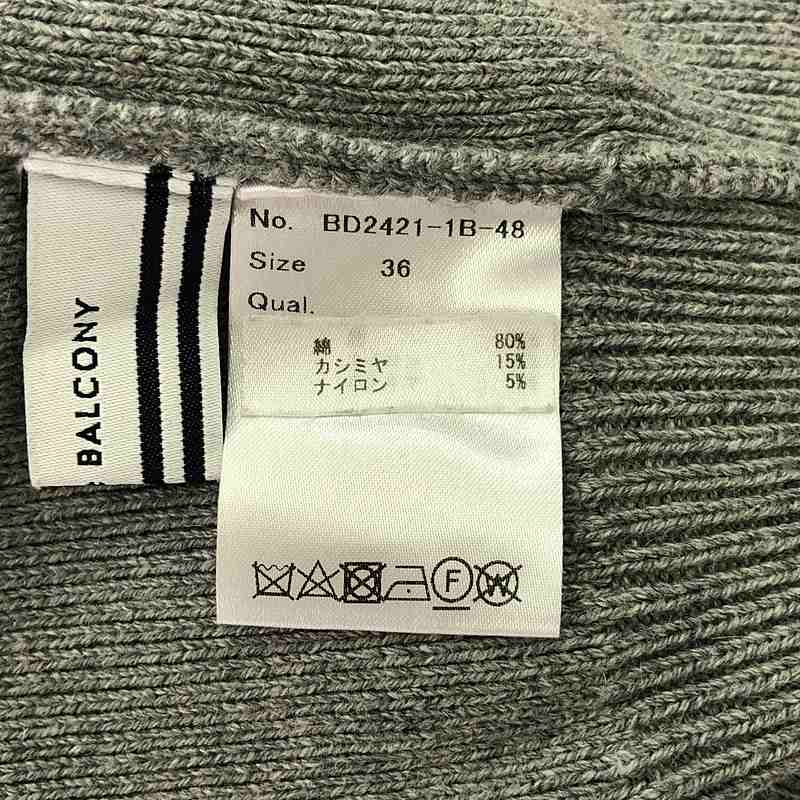 BALCONY
No. BD2421-1B-48
Size 36
Qual.
綿 80%
カシミヤ 15%
ナイロン 5%
F
W